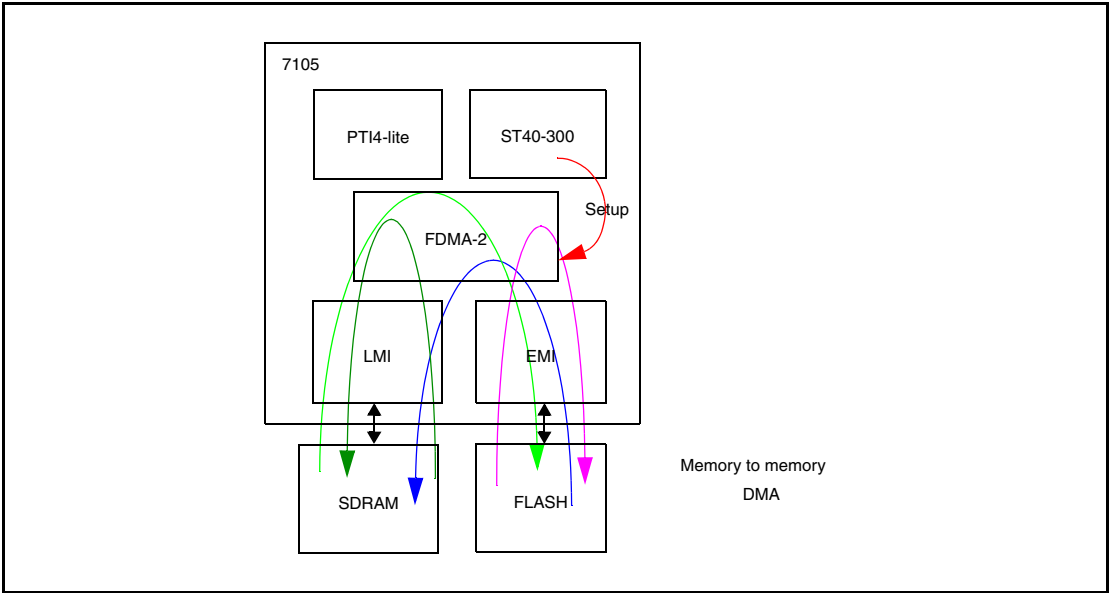 7105
PTI4-lite
ST40-300
Setup
FDMA-2
LMI
EMI
Memory to memory
DMA
SDRAM
FLASH